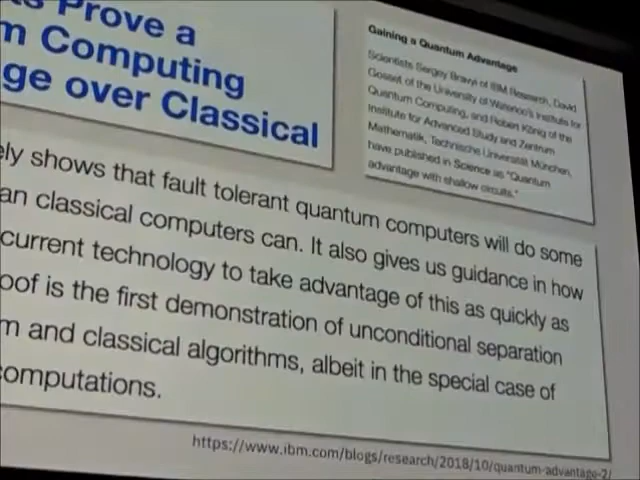 ts Prove a
m Computing
ge over Classical
Gaining a Quantum Advantage
Scientists Sergey Bravyi of IBM Research, David
Gosset of the University of Waterloo's Institute for
Quantum Computing, and Robert König of the
Institute for Advanced Study and Zentrum
Mathematik, Technische Universität München,
have published in Science as "Quantum
advantage with shallow circuits."
ely shows that fault tolerant quantum computers will do some
an classical computers can. It also gives us guidance in how
current technology to take advantage of this as quickly as
oof is the first demonstration of unconditional separation
m and classical algorithms, albeit in the special case of
computations.
https://www.ibm.com/blogs/research/2018/10/quantum-advantage-2/